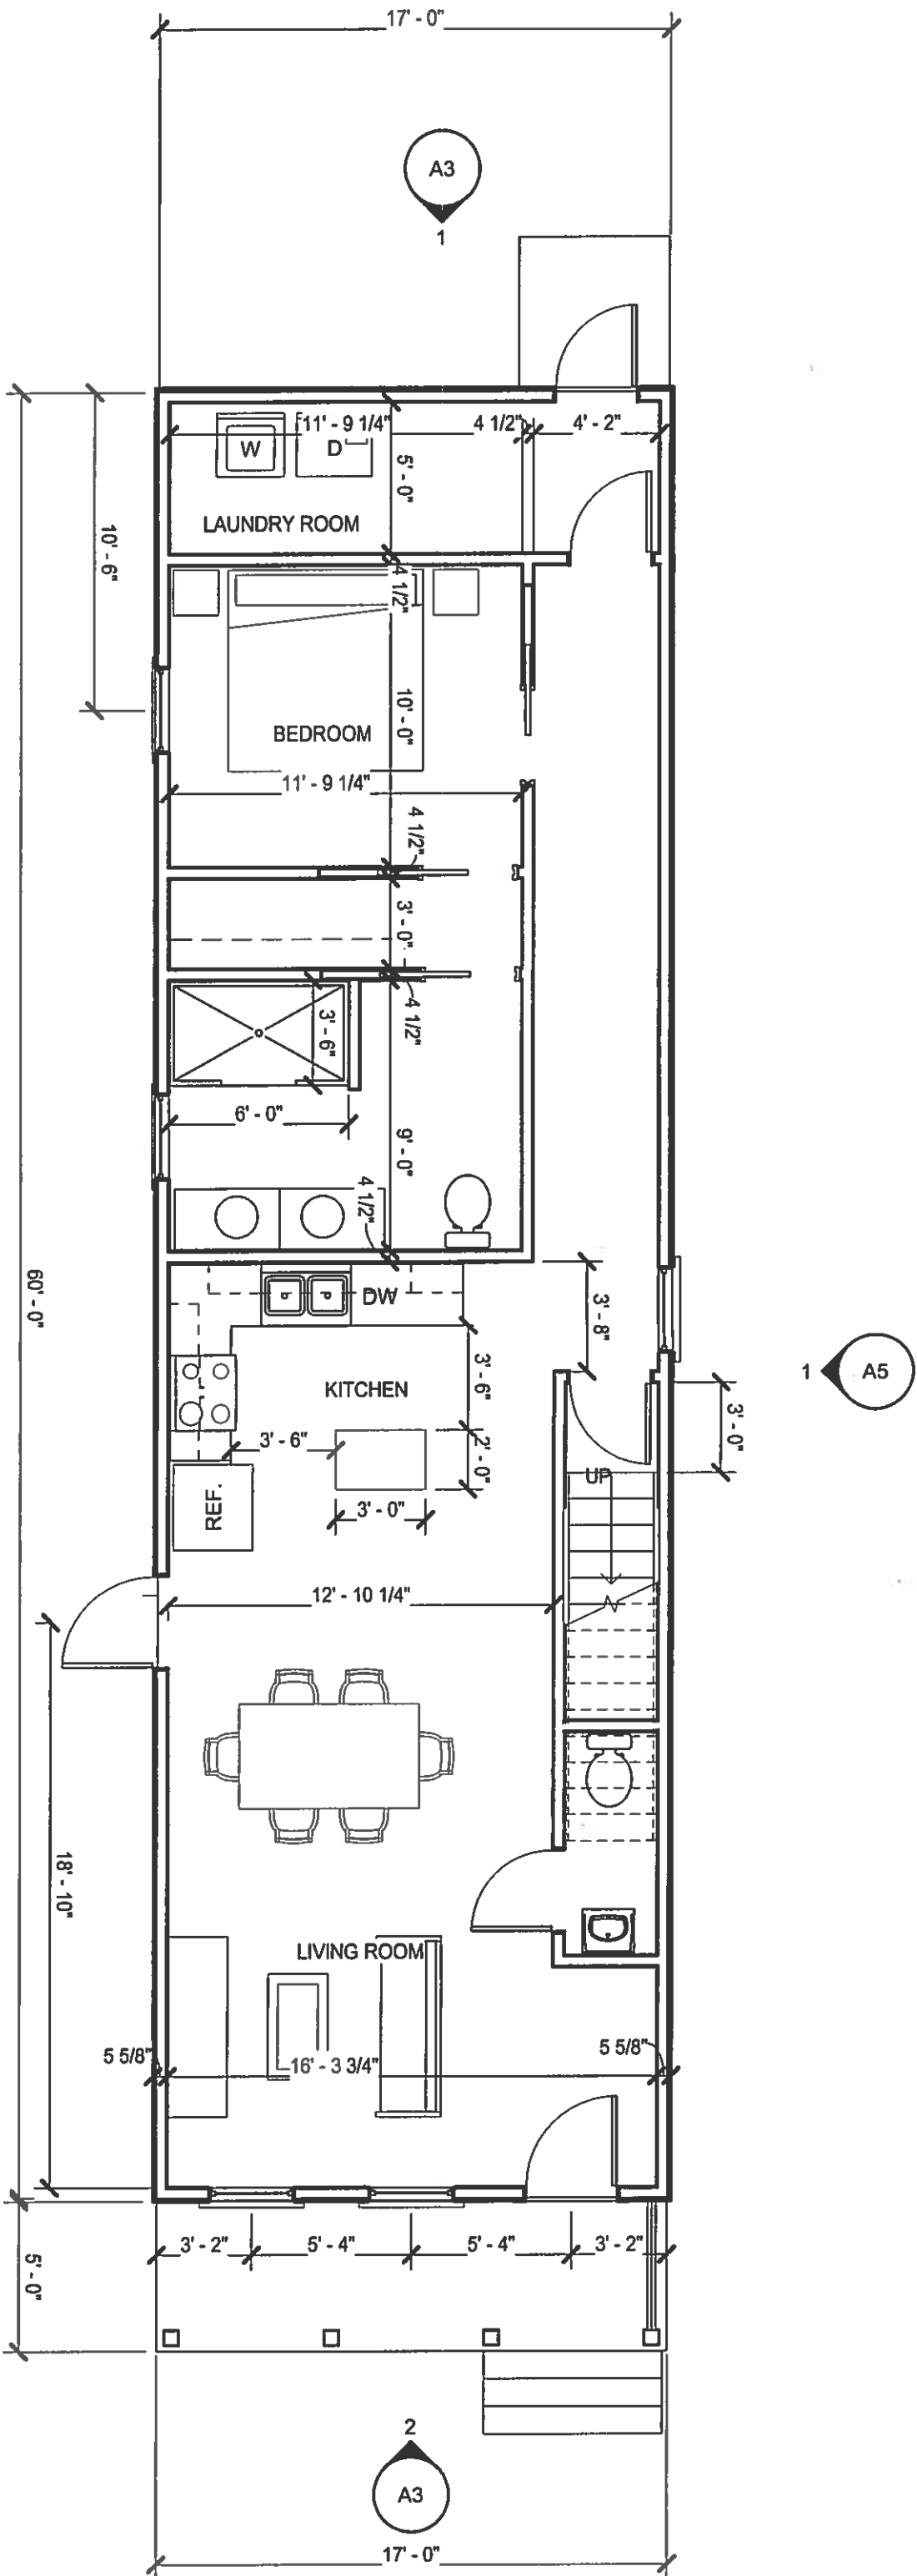 17' - 0"
A3
1
11' - 9 1/4"
4 1/2"
4' - 2"
W
D
5' - 0"
LAUNDRY ROOM
10' - 6"
4 1/2"
10' - 0"
BEDROOM
11' - 9 1/4"
4 1/2"
3' - 0"
4 1/2"
3' - 6"
6' - 0"
9' - 0"
4 1/2"
60' - 0"
DW
3' - 8"
1
A5
KITCHEN
3' - 6"
3' - 0"
3' - 6"
2' - 0"
UP
REF.
3' - 0"
12' - 10 1/4"
18' - 10"
LIVING ROOM
5 5/8"
16' - 3 3/4"
5 5/8"
3' - 2"
5' - 4"
5' - 4"
3' - 2"
5' - 0"
2
A3
17' - 0"